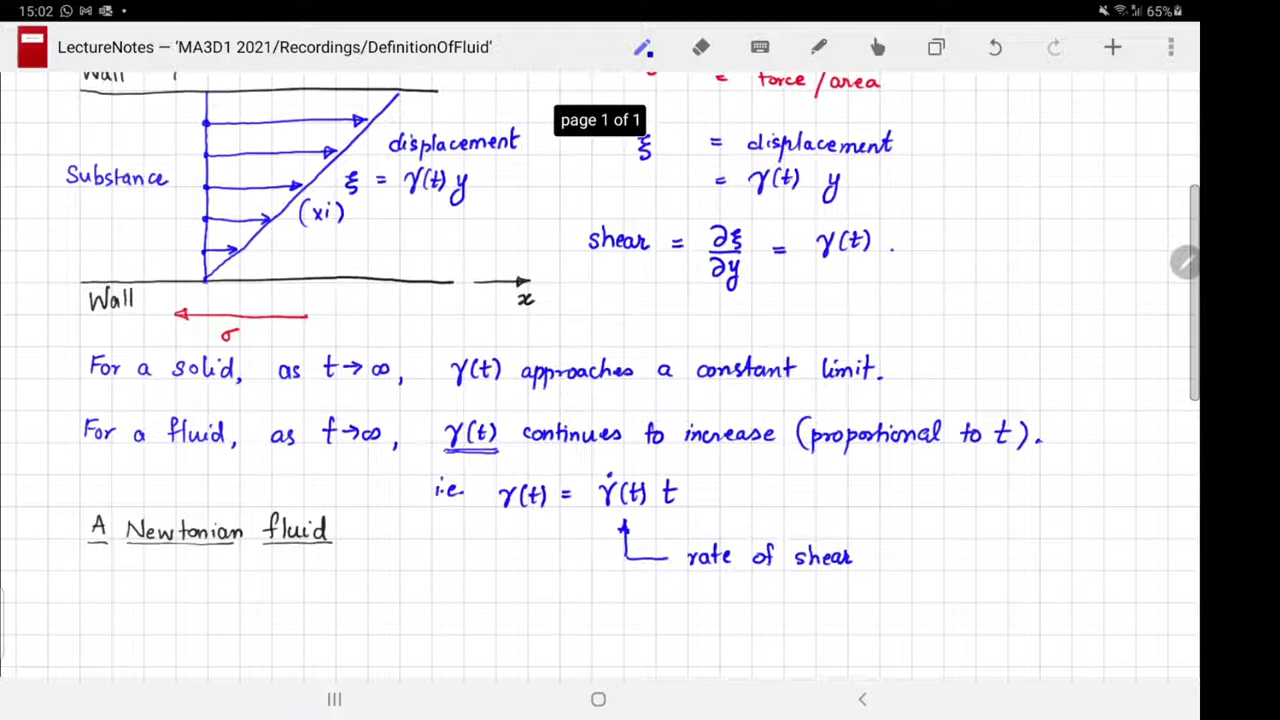 15:02 65%
LectureNotes — 'MA3D1 2021/Recordings/DefinitionOfFluid'
Wall
= force/area
page 1 of 1
displacement
ξ = γ(t) y
(xi)
Substance
ξ = displacement
= γ(t) y
shear = ∂ξ/∂y = γ(t) .
x
Wall
σ
For a solid, as t→∞, γ(t) approaches a constant limit.
For a fluid, as t→∞, γ(t) continues to increase (proportional to t).
i.e. γ(t) = γ̇(t) t
A Newtonian fluid
rate of shear